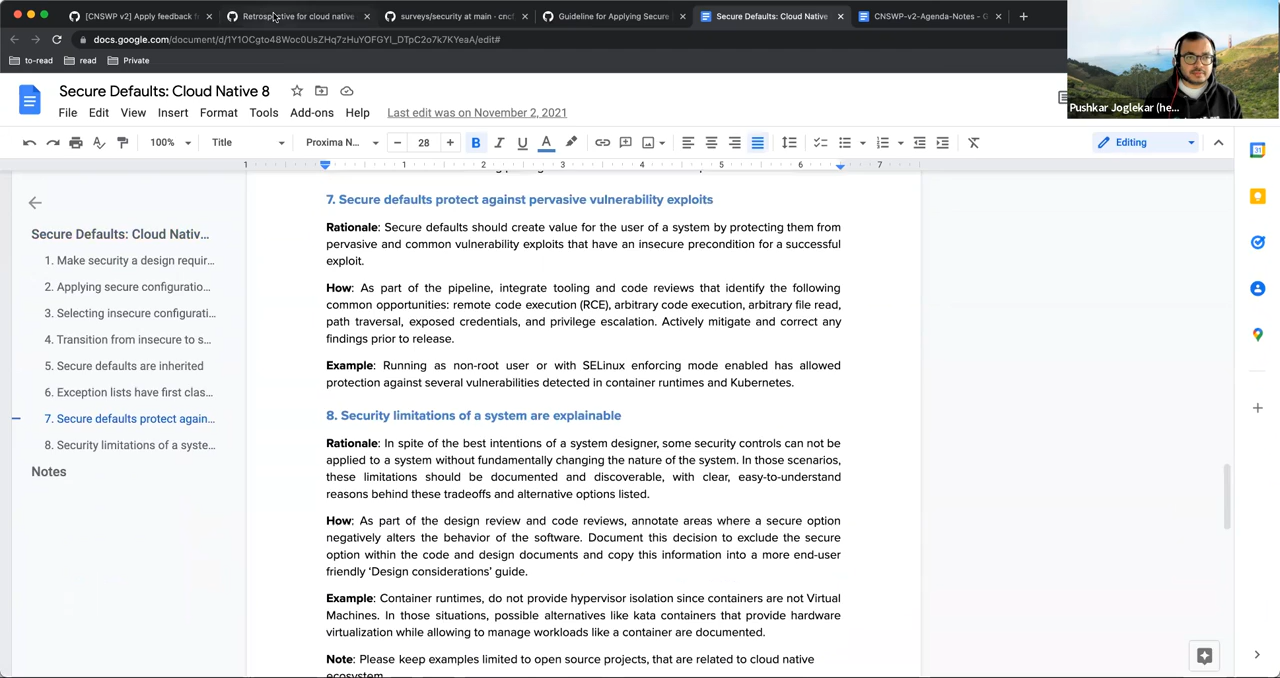 [CNSWP v2] Apply feedback f
Retrospective for cloud native
surveys/security at main · cncf
Guideline for Applying Secure
Secure Defaults: Cloud Native
CNSWP-v2-Agenda-Notes - G
docs.google.com/document/d/1Y1OCgto48Woc0UsZHq7zHuYOFGYI_DTpC2o7k7KYeaA/edit#
to-read
read
Private
Pushkar Joglekar (he...
Secure Defaults: Cloud Native 8
File Edit View Insert Format Tools Add-ons Help Last edit was on November 2, 2021
100% Title Proxima N... 28 B I U A Editing
1 1 2 3 4 5 6 7
Secure Defaults: Cloud Nativ...
1. Make security a design requir...
2. Applying secure configuratio...
3. Selecting insecure configurati...
4. Transition from insecure to s...
5. Secure defaults are inherited
6. Exception lists have first clas...
7. Secure defaults protect again...
8. Security limitations of a syste...
Notes
7. Secure defaults protect against pervasive vulnerability exploits
Rationale: Secure defaults should create value for the user of a system by protecting them from
pervasive and common vulnerability exploits that have an insecure precondition for a successful
exploit.
How: As part of the pipeline, integrate tooling and code reviews that identify the following
common opportunities: remote code execution (RCE), arbitrary code execution, arbitrary file read,
path traversal, exposed credentials, and privilege escalation. Actively mitigate and correct any
findings prior to release.
Example: Running as non-root user or with SELinux enforcing mode enabled has allowed
protection against several vulnerabilities detected in container runtimes and Kubernetes.
8. Security limitations of a system are explainable
Rationale: In spite of the best intentions of a system designer, some security controls can not be
applied to a system without fundamentally changing the nature of the system. In those scenarios,
these limitations should be documented and discoverable, with clear, easy-to-understand
reasons behind these tradeoffs and alternative options listed.
How: As part of the design review and code reviews, annotate areas where a secure option
negatively alters the behavior of the software. Document this decision to exclude the secure
option within the code and design documents and copy this information into a more end-user
friendly 'Design considerations' guide.
Example: Container runtimes, do not provide hypervisor isolation since containers are not Virtual
Machines. In those situations, possible alternatives like kata containers that provide hardware
virtualization while allowing to manage workloads like a container are documented.
Note: Please keep examples limited to open source projects, that are related to cloud native
ecosystem